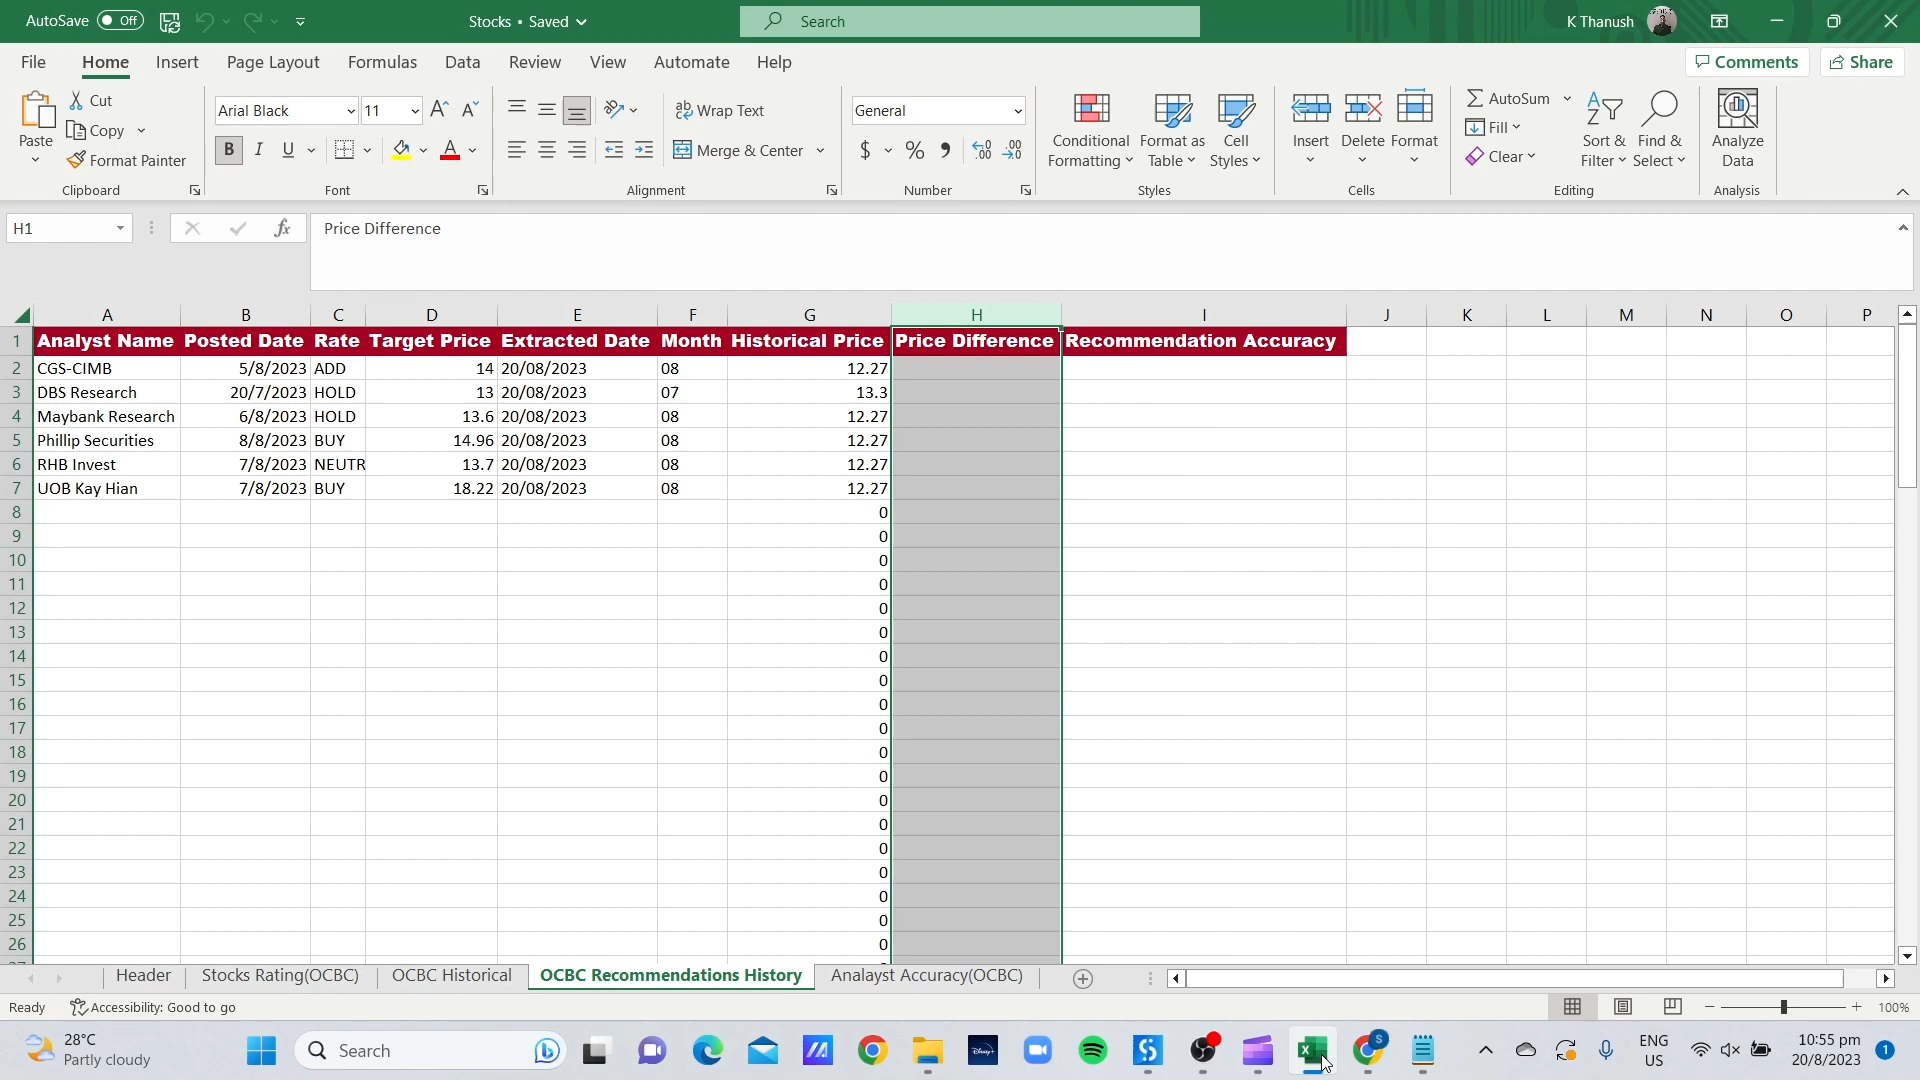 AutoSave Off Stocks • Saved Search K Thanush
File Home Insert Page Layout Formulas Data Review View Automate Help Comments Share
Paste Cut Copy Format Painter Clipboard
Arial Black 11 B I U A Font
ab Wrap Text Merge & Center Alignment
General $ % , Number
Conditional Formatting Format as Table Cell Styles Styles
Insert Delete Format Cells
AutoSum Fill Clear Sort & Filter Find & Select Editing
Analyze Data Analysis
H1 fx Price Difference
A B C D E F G H I J K L M N O P
1 Analyst Name Posted Date Rate Target Price Extracted Date Month Historical Price Price Difference Recommendation Accuracy
2 CGS-CIMB 5/8/2023 ADD 14 20/08/2023 08 12.27
3 DBS Research 20/7/2023 HOLD 13 20/08/2023 07 13.3
4 Maybank Research 6/8/2023 HOLD 13.6 20/08/2023 08 12.27
5 Phillip Securities 8/8/2023 BUY 14.96 20/08/2023 08 12.27
6 RHB Invest 7/8/2023 NEUTR 13.7 20/08/2023 08 12.27
7 UOB Kay Hian 7/8/2023 BUY 18.22 20/08/2023 08 12.27
8 0
9 0
10 0
11 0
12 0
13 0
14 0
15 0
16 0
17 0
18 0
19 0
20 0
21 0
22 0
23 0
24 0
25 0
26 0
Header Stocks Rating(OCBC) OCBC Historical OCBC Recommendations History Analayst Accuracy(OCBC)
Ready Accessibility: Good to go 100%
28°C
Partly cloudy
Search
ENG
US
10:55 pm
20/8/2023
1